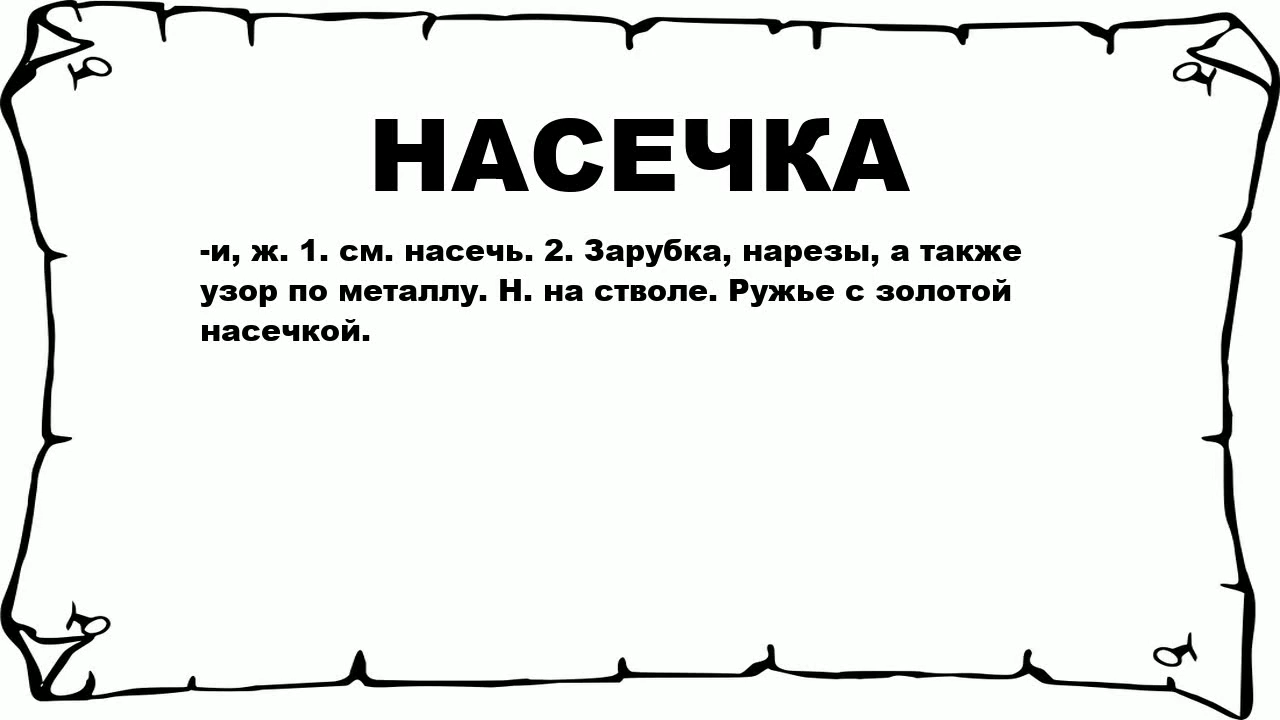 НАСЕЧКА
-и, ж. 1. см. насечь. 2. Зарубка, нарезы, а также
узор по металлу. Н. на стволе. Ружье с золотой
насечкой.